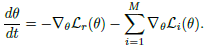 dθ/dt = −∇_θ ℒ_r(θ) − ∑_{i=1}^{M} ∇_θ ℒ_i(θ).